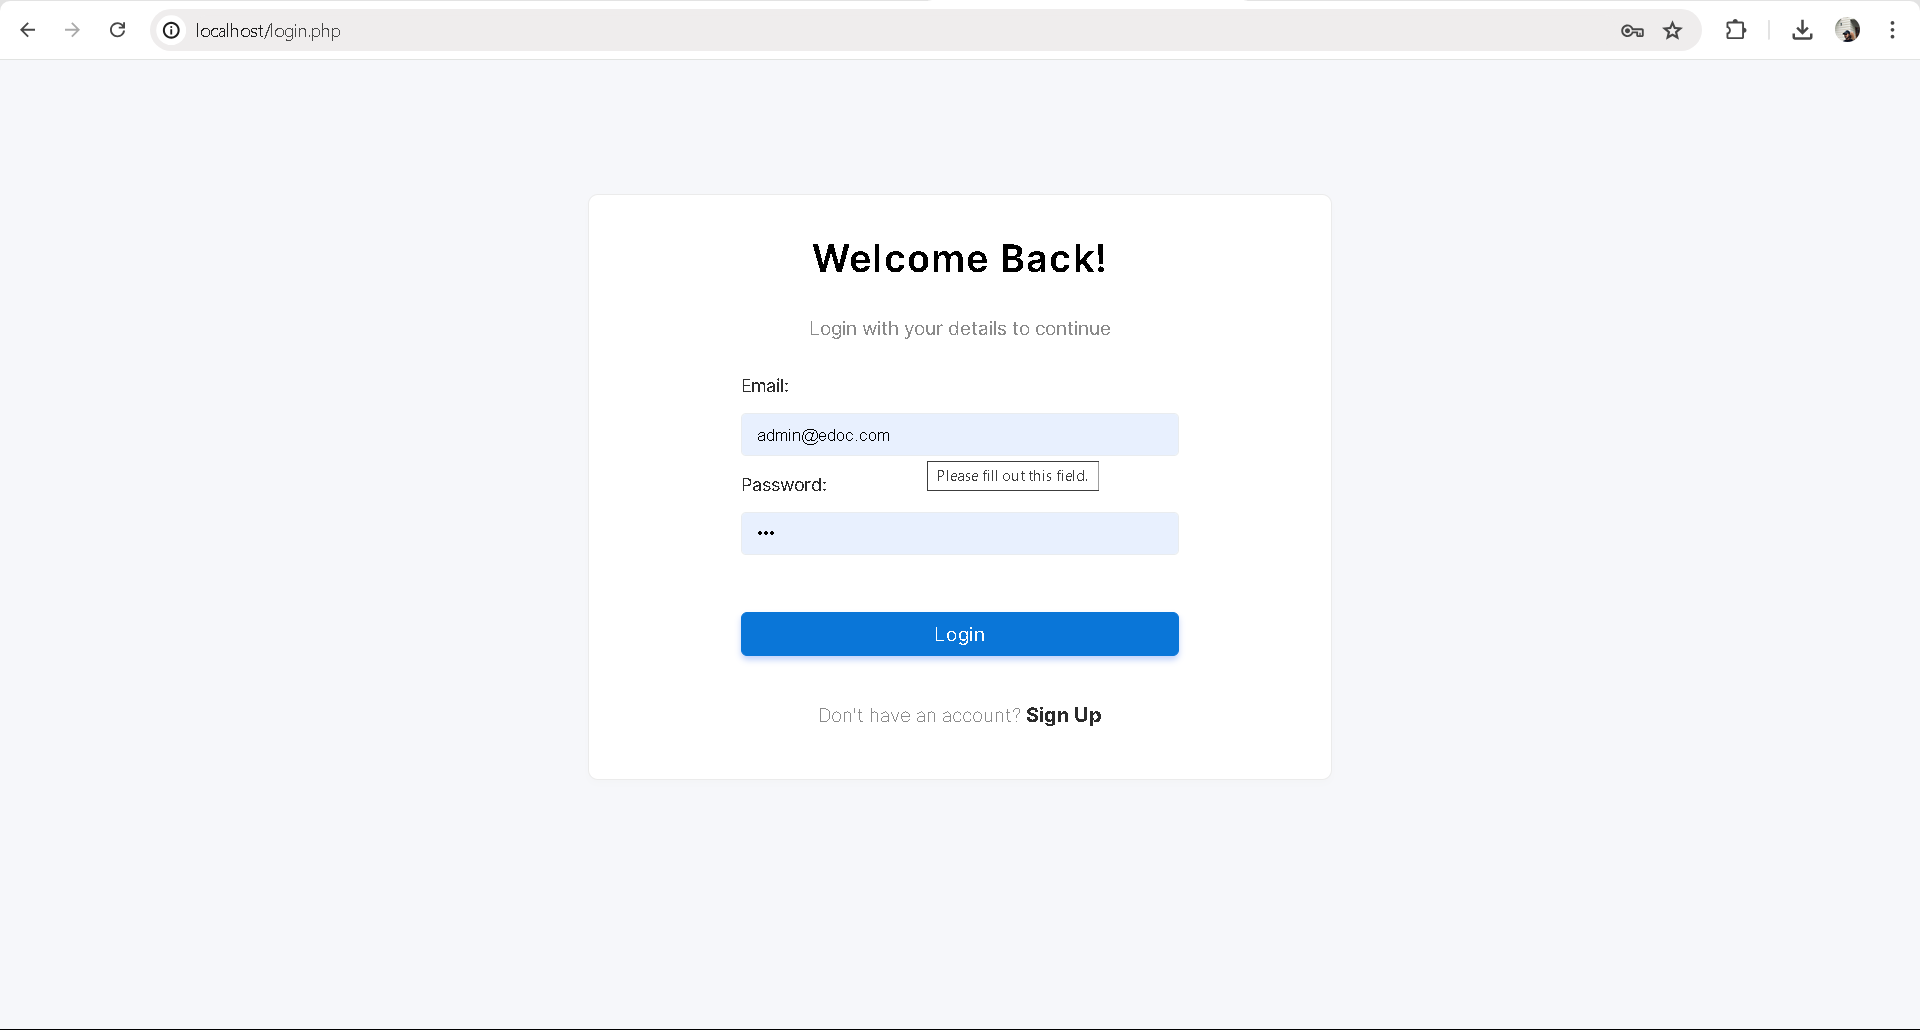 localhost/login.php
Welcome Back!
Login with your details to continue
Email:
admin@edoc.com
Please fill out this field.
Password:
•••
Login
Don't have an account? Sign Up